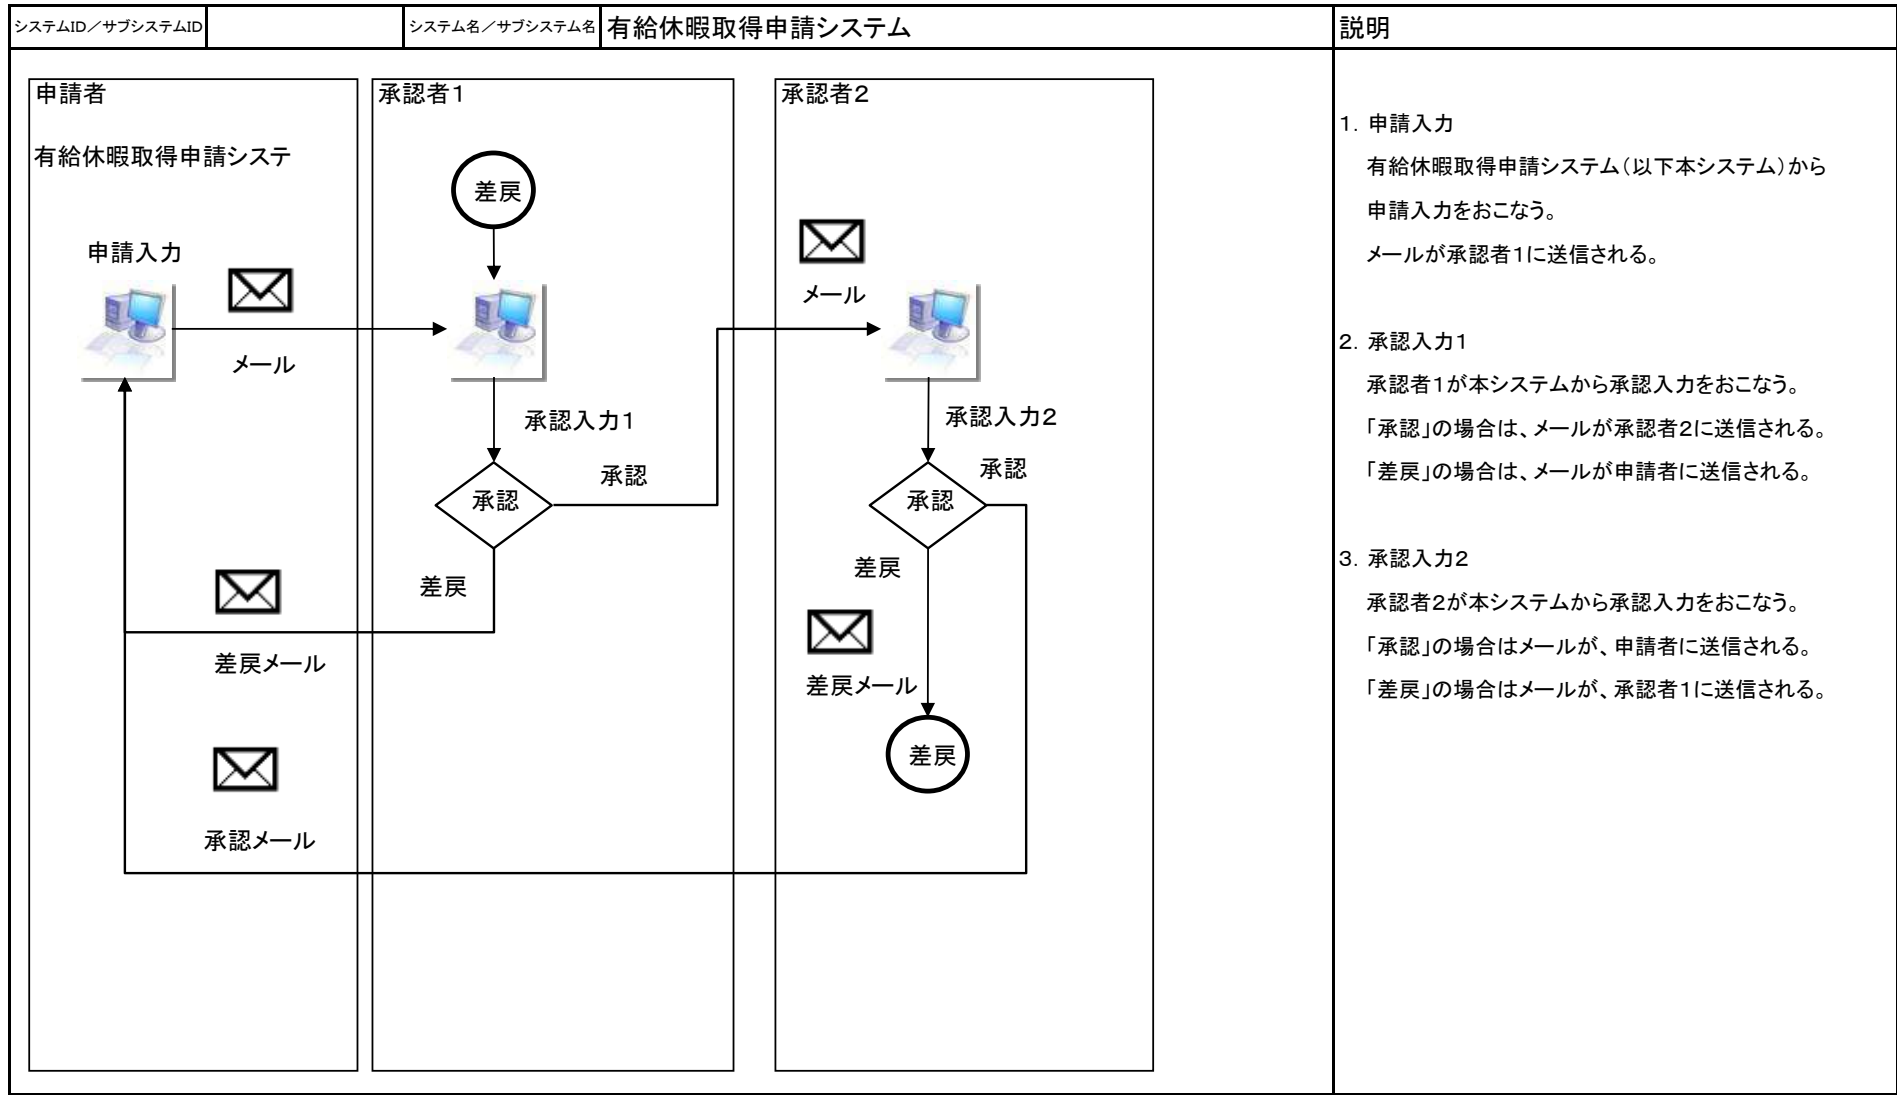 システムID／サブシステムID
システム名／サブシステム名
有給休暇取得申請システム
説明
申請者
有給休暇取得申請システ
申請入力
メール
差戻メール
承認メール
承認者1
差戻
承認入力1
承認
承認
差戻
承認者2
メール
承認入力2
承認
承認
差戻
差戻メール
差戻
1．申請入力
有給休暇取得申請システム（以下本システム）から
申請入力をおこなう。
メールが承認者1に送信される。
2．承認入力1
承認者1が本システムから承認入力をおこなう。
「承認」の場合は、メールが承認者2に送信される。
「差戻」の場合は、メールが申請者に送信される。
3．承認入力2
承認者2が本システムから承認入力をおこなう。
「承認」の場合はメールが、申請者に送信される。
「差戻」の場合はメールが、承認者1に送信される。